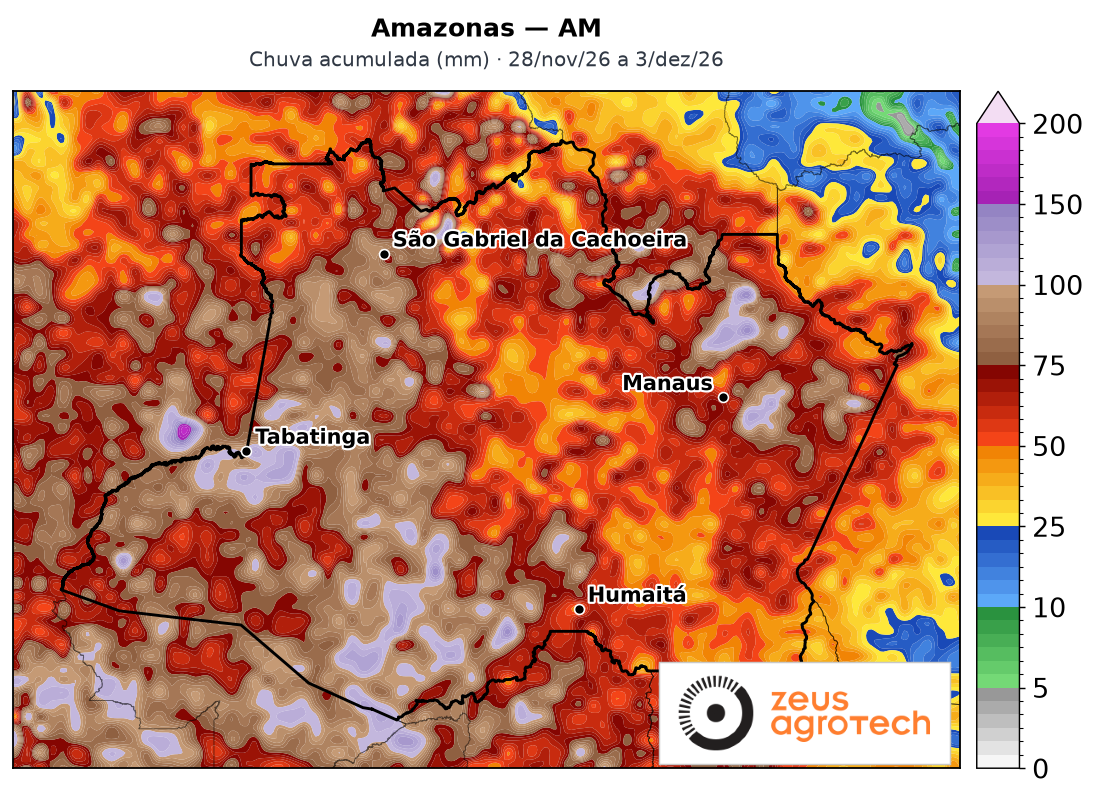 Amazonas — AM
Chuva acumulada (mm) · 28/nov/26 a 3/dez/26
200
São Gabriel da Cachoeira
150
100
75
Manaus
Tabatinga
50
25
Humaitá
10
5
zeus
agrotech
0